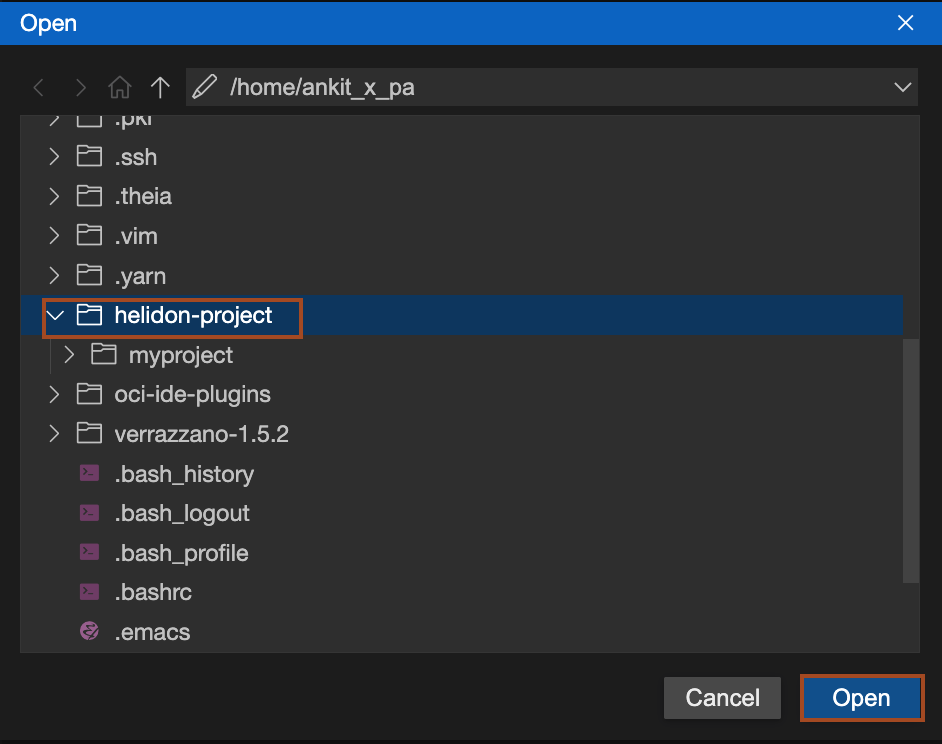 Open
/home/ankit_x_pa
.pki
.ssh
.theia
.vim
.yarn
helidon-project
myproject
oci-ide-plugins
verrazzano-1.5.2
.bash_history
.bash_logout
.bash_profile
.bashrc
.emacs
Cancel Open